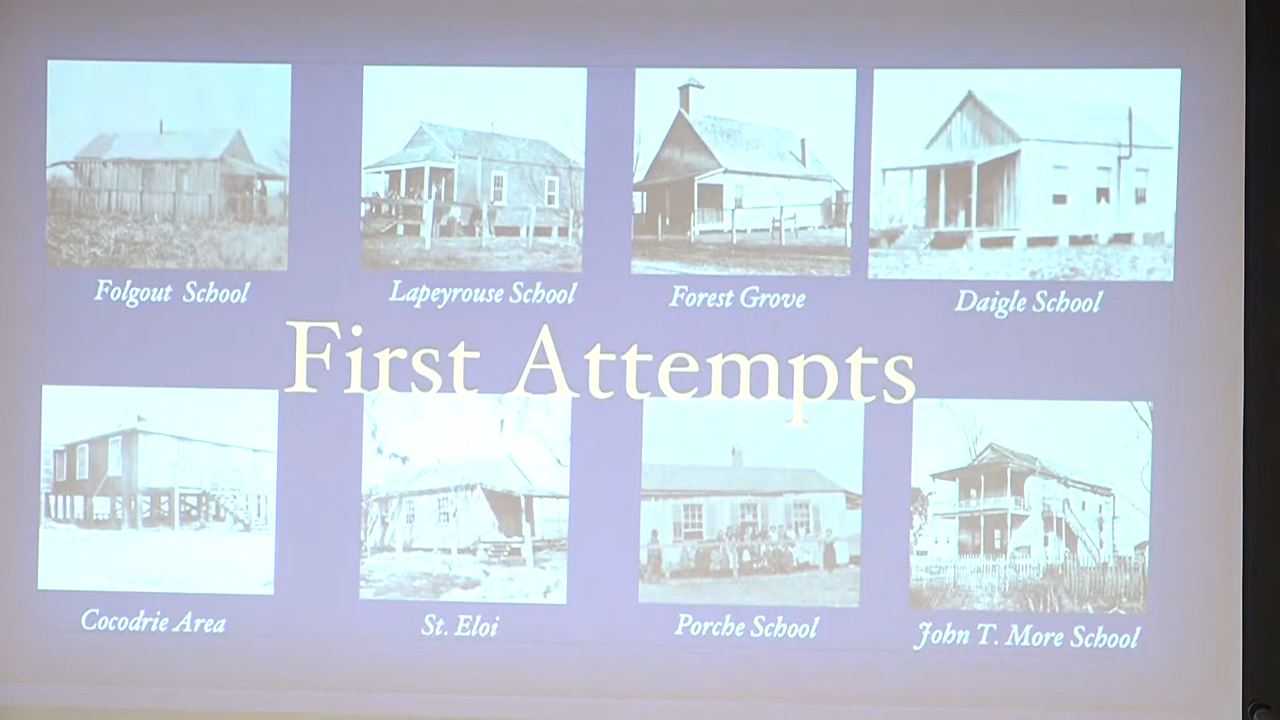 Folgout School
Lapeyrouse School
Forest Grove
Daigle School
First Attempts
Cocodrie Area
St. Eloi
Porche School
John T. More School